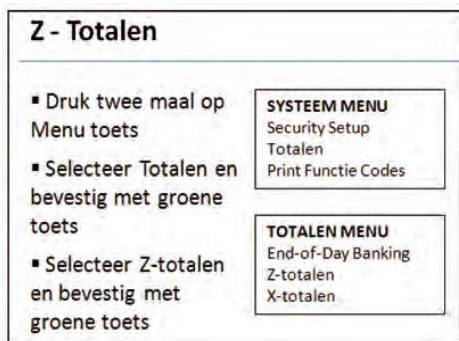 Z - Totalen
▪ Druk twee maal op
Menu toets
▪ Selecteer Totalen en
bevestig met groene
toets
▪ Selecteer Z-totalen
en bevestig met
groene toets
SYSTEEM MENU
Security Setup
Totalen
Print Functie Codes
TOTALEN MENU
End-of-Day Banking
Z-totalen
X-totalen